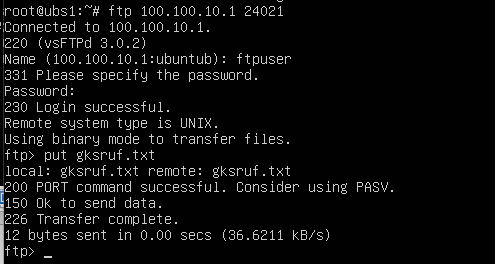 root@ubs1:~# ftp 100.100.10.1 24021
Connected to 100.100.10.1.
220 (vsFTPd 3.0.2)
Name (100.100.10.1:ubuntub): ftpuser
331 Please specify the password.
Password:
230 Login successful.
Remote system type is UNIX.
Using binary mode to transfer files.
ftp> put gksruf.txt
local: gksruf.txt remote: gksruf.txt
200 PORT command successful. Consider using PASV.
150 Ok to send data.
226 Transfer complete.
12 bytes sent in 0.00 secs (36.6211 kB/s)
ftp> _